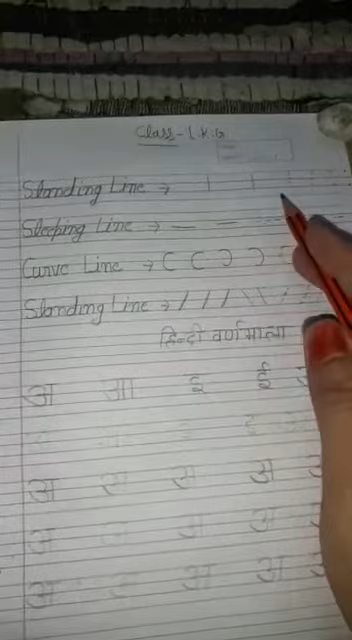 Class - L.K.G
Standing Line → | |
Sleeping Line → — —
Curve Line → ( ( ) )
Slanding Line → / / / \ \ /
हिन्दी वर्णमाला
अ आ इ ई
इ
अ अ अ अ
अ अ अ अ
अ अ अ अ